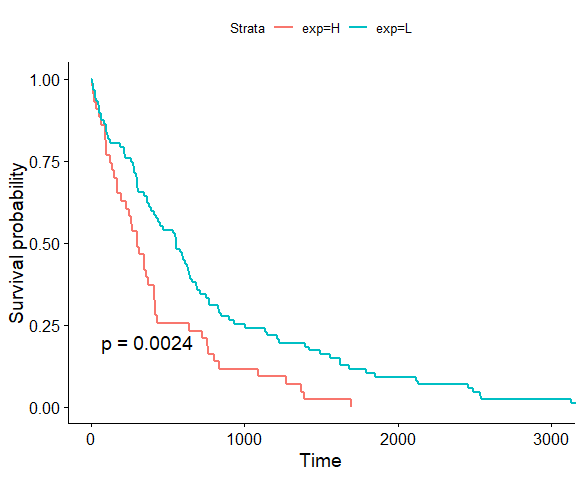 Strata exp=H exp=L
Survival probability
1.00
0.75
0.50
0.25
0.00
p = 0.0024
0 1000 2000 3000
Time